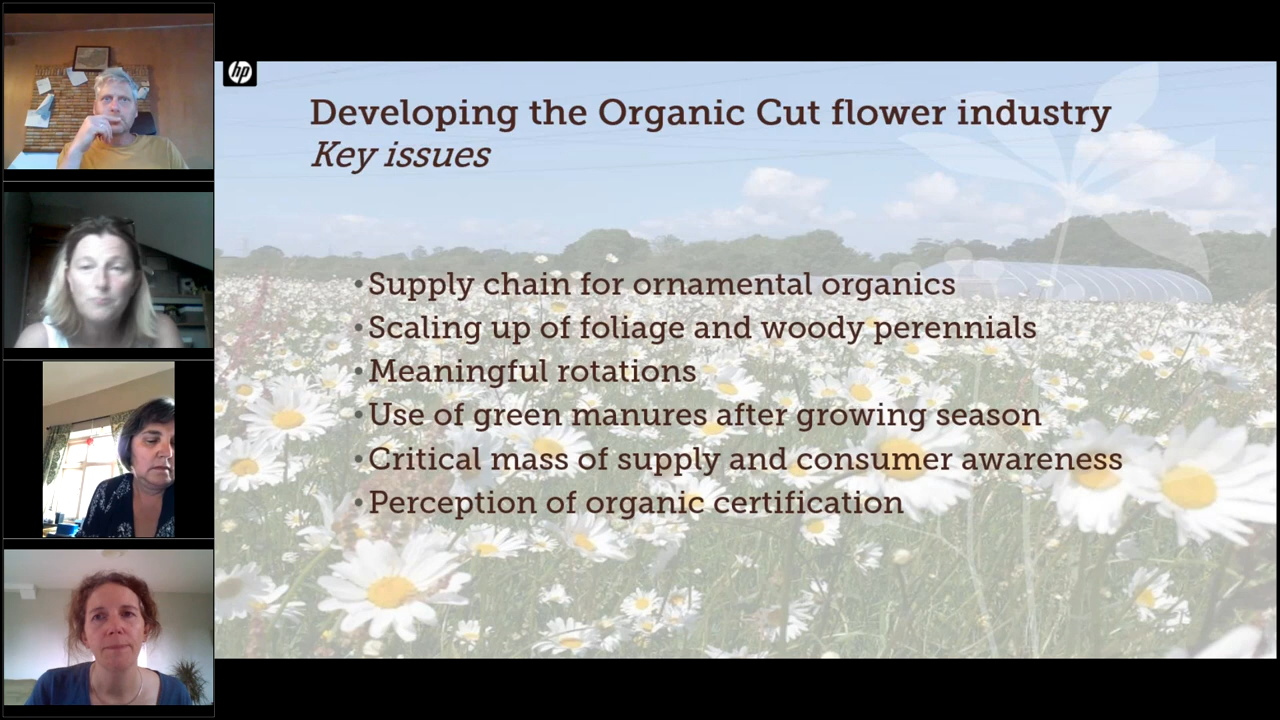 hp
Developing the Organic Cut flower industry
Key issues
•Supply chain for ornamental organics
•Scaling up of foliage and woody perennials
•Meaningful rotations
•Use of green manures after growing season
•Critical mass of supply and consumer awareness
•Perception of organic certification